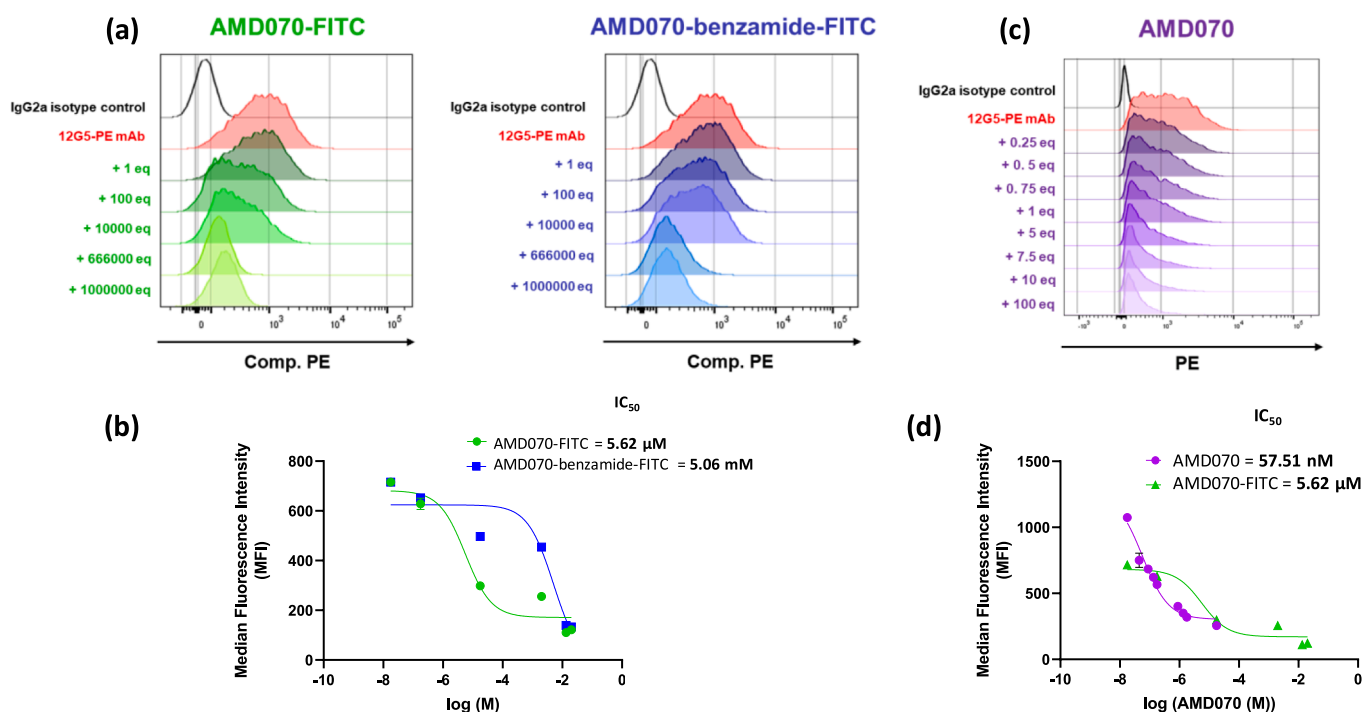 (a)
AMD070-FITC
IgG2a isotype control
12G5-PE mAb
+ 1 eq
+ 100 eq
+ 10000 eq
+ 666000 eq
+ 1000000 eq
0
10³
10⁴
10⁵
Comp. PE
AMD070-benzamide-FITC
IgG2a isotype control
12G5-PE mAb
+ 1 eq
+ 100 eq
+ 10000 eq
+ 666000 eq
+ 1000000 eq
0
10³
10⁴
10⁵
Comp. PE
(c)
AMD070
IgG2a isotype control
12G5-PE mAb
+ 0.25 eq
+ 0.5 eq
+ 0.75 eq
+ 1 eq
+ 5 eq
+ 7.5 eq
+ 10 eq
+ 100 eq
-10³
0
10³
10⁴
10⁵
PE
(b)
IC₅₀
AMD070-FITC = 5.62 µM
AMD070-benzamide-FITC = 5.06 mM
Median Fluorescence Intensity
(MFI)
800
600
400
200
0
-10
-8
-6
-4
-2
0
log (M)
(d)
IC₅₀
AMD070 = 57.51 nM
AMD070-FITC = 5.62 µM
Median Fluorescence Intensity
(MFI)
1500
1000
500
0
-10
-8
-6
-4
-2
0
log (AMD070 (M))